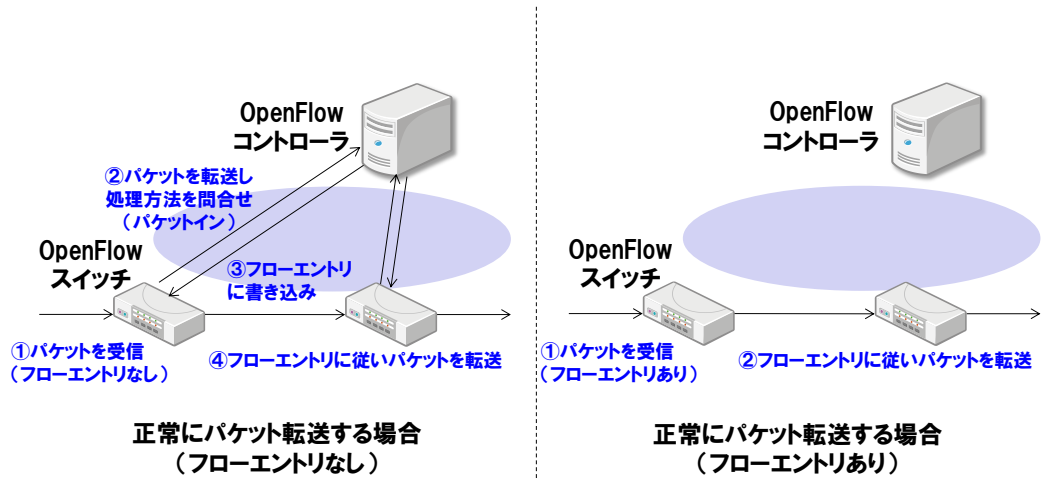 OpenFlow
コントローラ
②パケットを転送し
処理方法を問合せ
（パケットイン）
OpenFlow
スイッチ
③フローエントリ
に書き込み
①パケットを受信
（フローエントリなし）
④フローエントリに従いパケットを転送
正常にパケット転送する場合
（フローエントリなし）
OpenFlow
コントローラ
OpenFlow
スイッチ
①パケットを受信
（フローエントリあり）
②フローエントリに従いパケットを転送
正常にパケット転送する場合
（フローエントリあり）